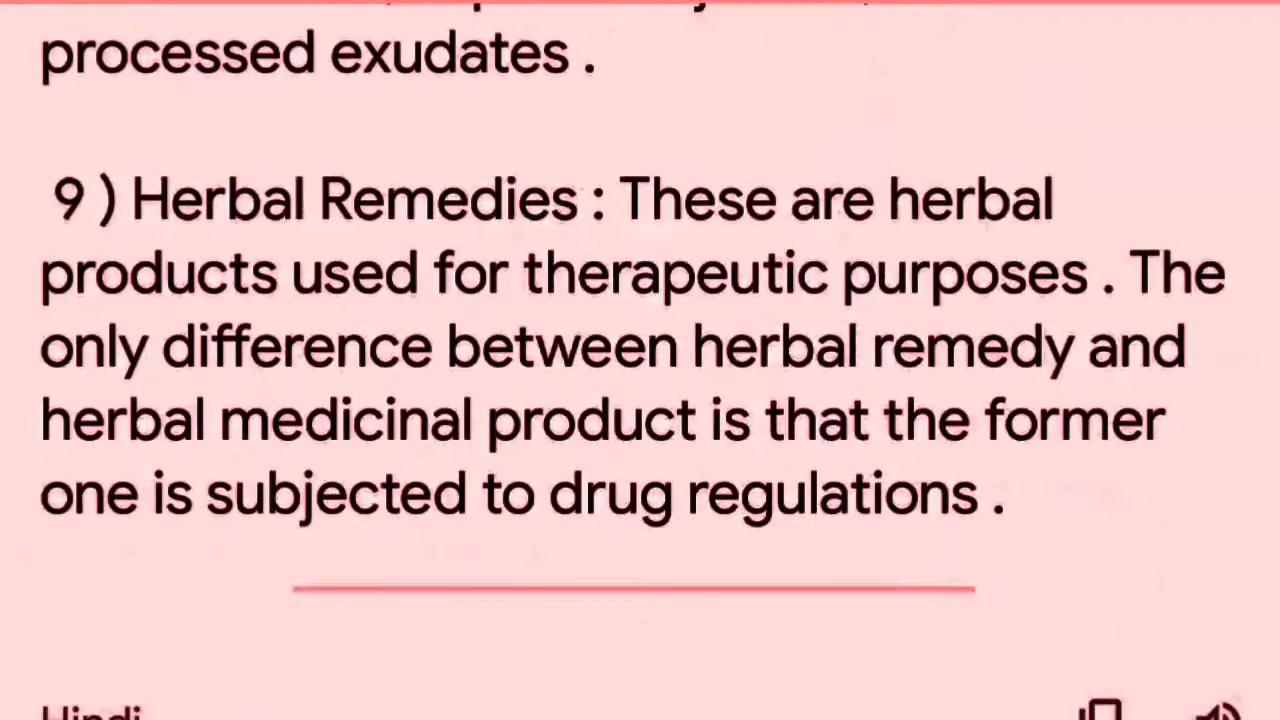 processed exudates .
9 ) Herbal Remedies : These are herbal
products used for therapeutic purposes . The
only difference between herbal remedy and
herbal medicinal product is that the former
one is subjected to drug regulations .
Hindi